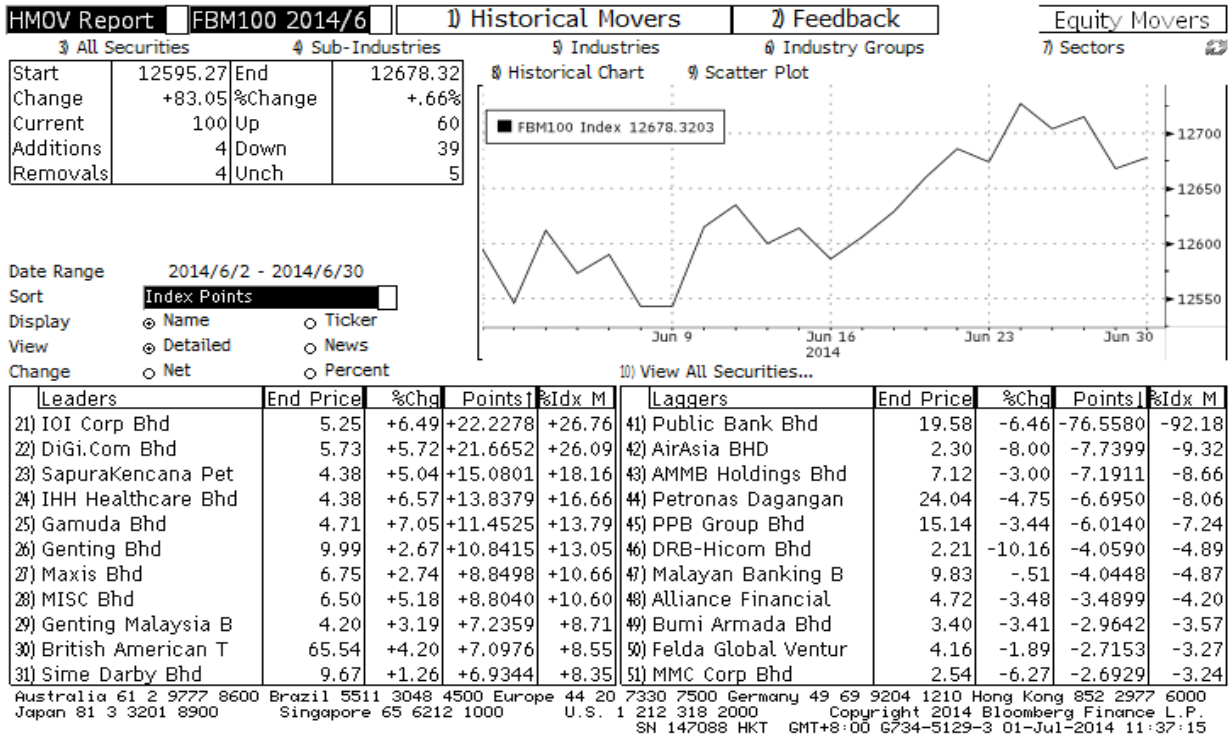 HMOV Report FBM100 2014/6 1) Historical Movers 2) Feedback Equity Movers
3) All Securities 4) Sub-Industries 5) Industries 6) Industry Groups 7) Sectors
Start 12595.27 End 12678.32 8) Historical Chart 9) Scatter Plot
Change +83.05 %Change +.66%
Current 100 Up 60
Additions 4 Down 39
Removals 4 Unch 5
FBM100 Index 12678.3203
12700
12650
12600
12550
Jun 9 Jun 16 Jun 23 Jun 30
2014
Date Range 2014/6/2 - 2014/6/30
Sort Index Points
Display Name Ticker
View Detailed News
Change Net Percent
10) View All Securities...
Leaders End Price %Chg Points↑ %Idx M Laggers End Price %Chg Points↓ %Idx M
21) IOI Corp Bhd 5.25 +6.49 +22.2278 +26.76 41) Public Bank Bhd 19.58 -6.46 -76.5580 -92.18
22) DiGi.Com Bhd 5.73 +5.72 +21.6652 +26.09 42) AirAsia BHD 2.30 -8.00 -7.7399 -9.32
23) SapuraKencana Pet 4.38 +5.04 +15.0801 +18.16 43) AMMB Holdings Bhd 7.12 -3.00 -7.1911 -8.66
24) IHH Healthcare Bhd 4.38 +6.57 +13.8379 +16.66 44) Petronas Dagangan 24.04 -4.75 -6.6950 -8.06
25) Gamuda Bhd 4.71 +7.05 +11.4525 +13.79 45) PPB Group Bhd 15.14 -3.44 -6.0140 -7.24
26) Genting Bhd 9.99 +2.67 +10.8415 +13.05 46) DRB-Hicom Bhd 2.21 -10.16 -4.0590 -4.89
27) Maxis Bhd 6.75 +2.74 +8.8498 +10.66 47) Malayan Banking B 9.83 -.51 -4.0448 -4.87
28) MISC Bhd 6.50 +5.18 +8.8040 +10.60 48) Alliance Financial 4.72 -3.48 -3.4899 -4.20
29) Genting Malaysia B 4.20 +3.19 +7.2359 +8.71 49) Bumi Armada Bhd 3.40 -3.41 -2.9642 -3.57
30) British American T 65.54 +4.20 +7.0976 +8.55 50) Felda Global Ventur 4.16 -1.89 -2.7153 -3.27
31) Sime Darby Bhd 9.67 +1.26 +6.9344 +8.35 51) MMC Corp Bhd 2.54 -6.27 -2.6929 -3.24
Australia 61 2 9777 8600 Brazil 5511 3048 4500 Europe 44 20 7330 7500 Germany 49 69 9204 1210 Hong Kong 852 2977 6000
Japan 81 3 3201 8900 Singapore 65 6212 1000 U.S. 1 212 318 2000 Copyright 2014 Bloomberg Finance L.P.
SN 147088 HKT GMT+8:00 G734-5129-3 01-Jul-2014 11:37:15